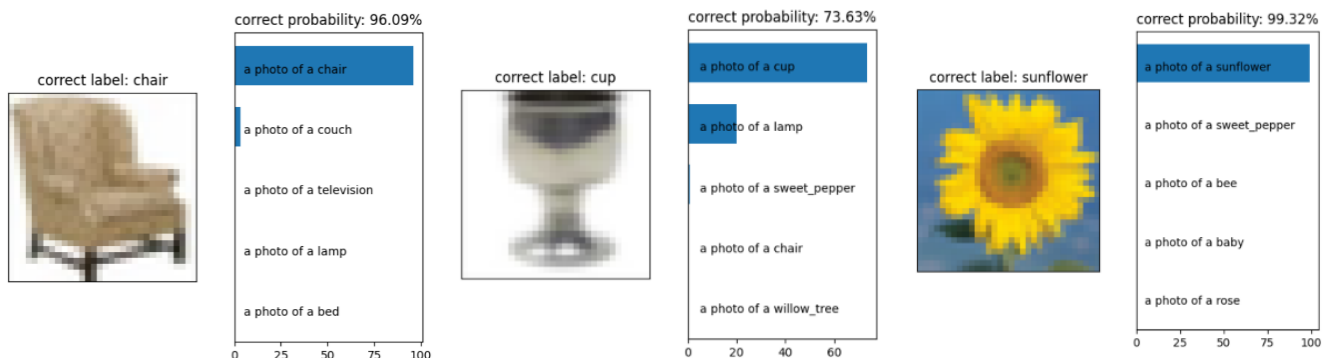 correct label: chair
correct probability: 96.09%
a photo of a chair
a photo of a couch
a photo of a television
a photo of a lamp
a photo of a bed
0 25 50 75 100
correct label: cup
correct probability: 73.63%
a photo of a cup
a photo of a lamp
a photo of a sweet_pepper
a photo of a chair
a photo of a willow_tree
0 20 40 60
correct label: sunflower
correct probability: 99.32%
a photo of a sunflower
a photo of a sweet_pepper
a photo of a bee
a photo of a baby
a photo of a rose
0 25 50 75 100